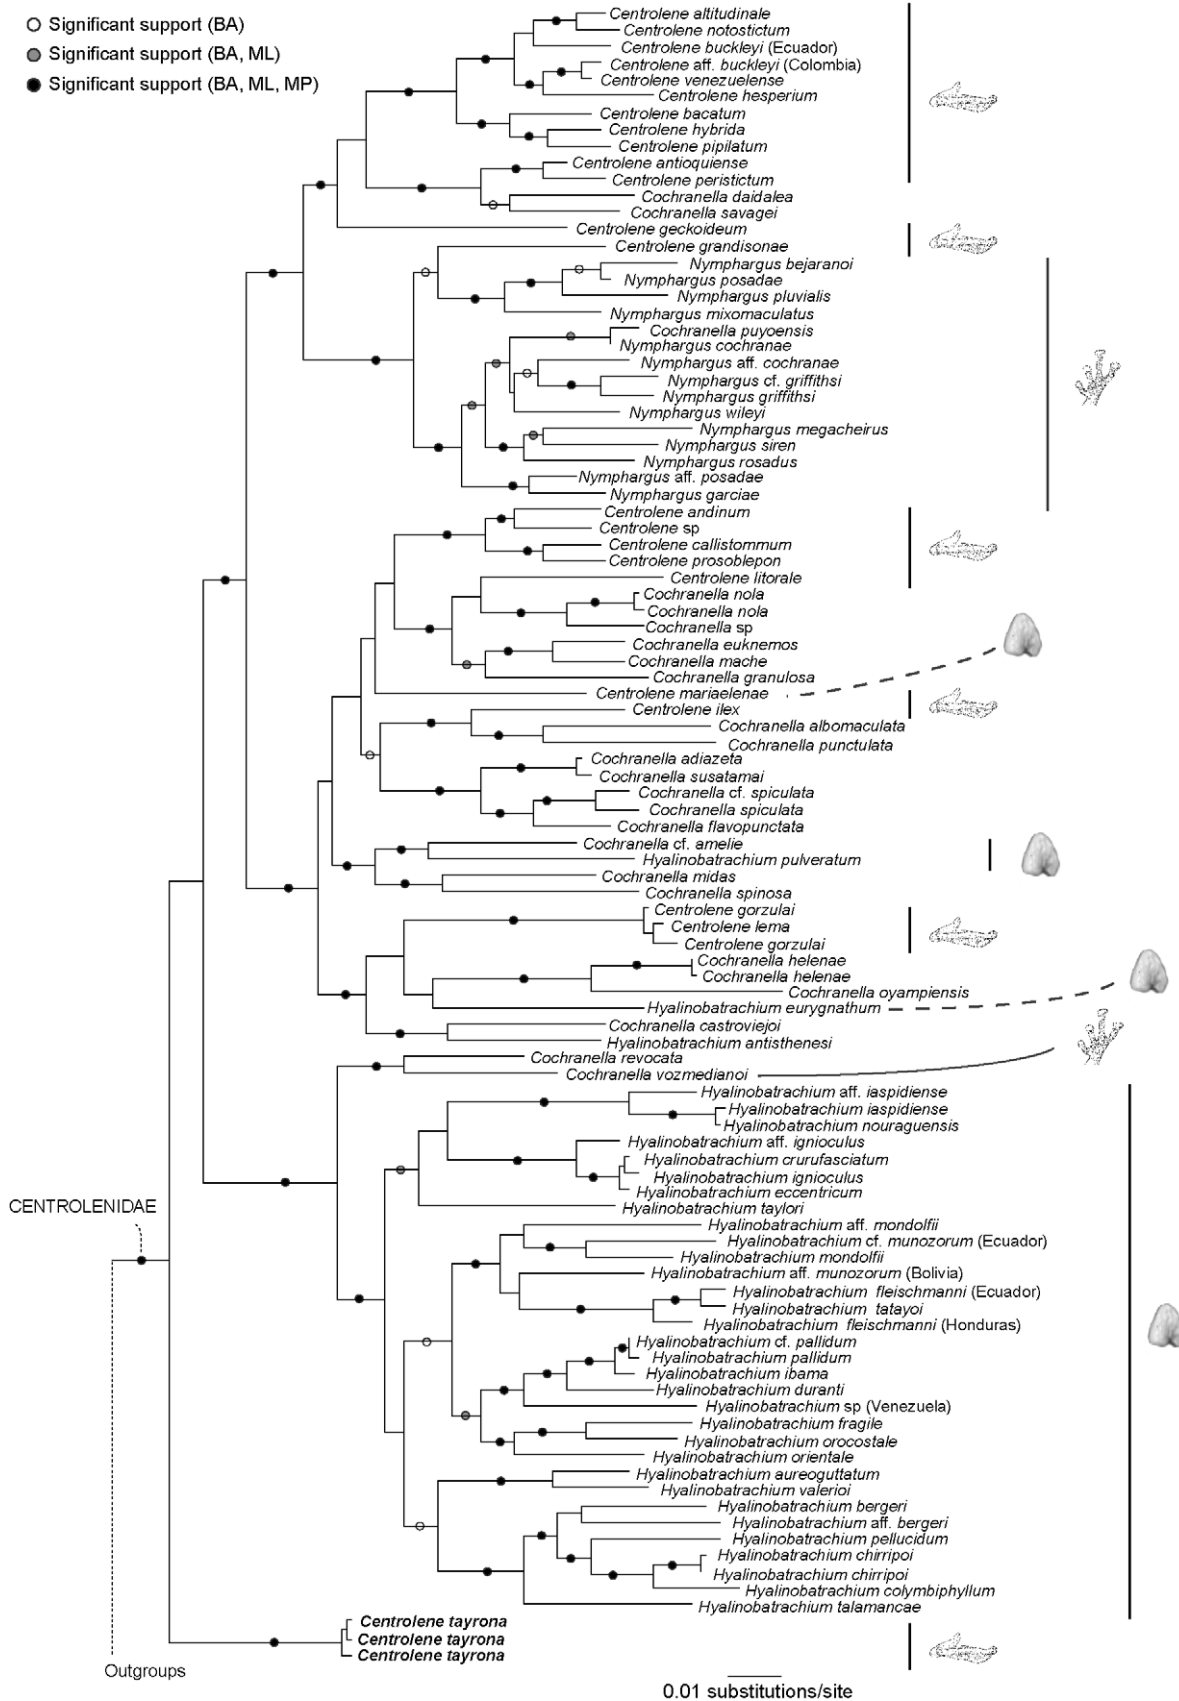 Significant support (BA)
Significant support (BA, ML)
Significant support (BA, ML, MP)
Centrolene altitudinale
Centrolene notostictum
Centrolene buckleyi (Ecuador)
Centrolene aff. buckleyi (Colombia)
Centrolene venezuelense
Centrolene hesperium
Centrolene bacatum
Centrolene hybrida
Centrolene pipilatum
Centrolene antioquiense
Centrolene peristictum
Cochranella daidalea
Cochranella savagei
Centrolene geckoideum
Centrolene grandisonae
Nymphargus bejaranoi
Nymphargus posadae
Nymphargus pluvialis
Nymphargus mixomaculatus
Cochranella puyoensis
Nymphargus cochranae
Nymphargus aff. cochranae
Nymphargus cf. griffithsi
Nymphargus griffithsi
Nymphargus wileyi
Nymphargus megacheirus
Nymphargus siren
Nymphargus rosadus
Nymphargus aff. posadae
Nymphargus garciae
Centrolene andinum
Centrolene sp
Centrolene callistommum
Centrolene prosoblepon
Centrolene litorale
Cochranella nola
Cochranella nola
Cochranella sp
Cochranella euknemos
Cochranella mache
Cochranella granulosa
Centrolene mariaelenae
Centrolene ilex
Cochranella albomaculata
Cochranella punctulata
Cochranella adiazeta
Cochranella susatamai
Cochranella cf. spiculata
Cochranella spiculata
Cochranella flavopunctata
Cochranella cf. amelie
Hyalinobatrachium pulveratum
Cochranella midas
Cochranella spinosa
Centrolene gorzulai
Centrolene lema
Centrolene gorzulai
Cochranella helenae
Cochranella helenae
Cochranella oyampiensis
Hyalinobatrachium eurygnathum
Cochranella castroviejoi
Hyalinobatrachium antisthenesi
Cochranella revocata
Cochranella vozmedianoi
Hyalinobatrachium aff. iaspidiense
Hyalinobatrachium iaspidiense
Hyalinobatrachium nouraguensis
Hyalinobatrachium aff. ignioculus
Hyalinobatrachium crurufasciatum
Hyalinobatrachium ignioculus
Hyalinobatrachium eccentricum
Hyalinobatrachium taylori
CENTROLENIDAE
Hyalinobatrachium aff. mondolfii
Hyalinobatrachium cf. munozorum (Ecuador)
Hyalinobatrachium mondolfii
Hyalinobatrachium aff. munozorum (Bolivia)
Hyalinobatrachium fleischmanni (Ecuador)
Hyalinobatrachium tatayoi
Hyalinobatrachium fleischmanni (Honduras)
Hyalinobatrachium cf. pallidum
Hyalinobatrachium pallidum
Hyalinobatrachium ibama
Hyalinobatrachium duranti
Hyalinobatrachium sp (Venezuela)
Hyalinobatrachium fragile
Hyalinobatrachium orocostale
Hyalinobatrachium orientale
Hyalinobatrachium aureoguttatum
Hyalinobatrachium valerioi
Hyalinobatrachium bergeri
Hyalinobatrachium aff. bergeri
Hyalinobatrachium pellucidum
Hyalinobatrachium chirripoi
Hyalinobatrachium chirripoi
Hyalinobatrachium colymbiphyllum
Hyalinobatrachium talamancae
Centrolene tayrona
Centrolene tayrona
Centrolene tayrona
Outgroups
0.01 substitutions/site